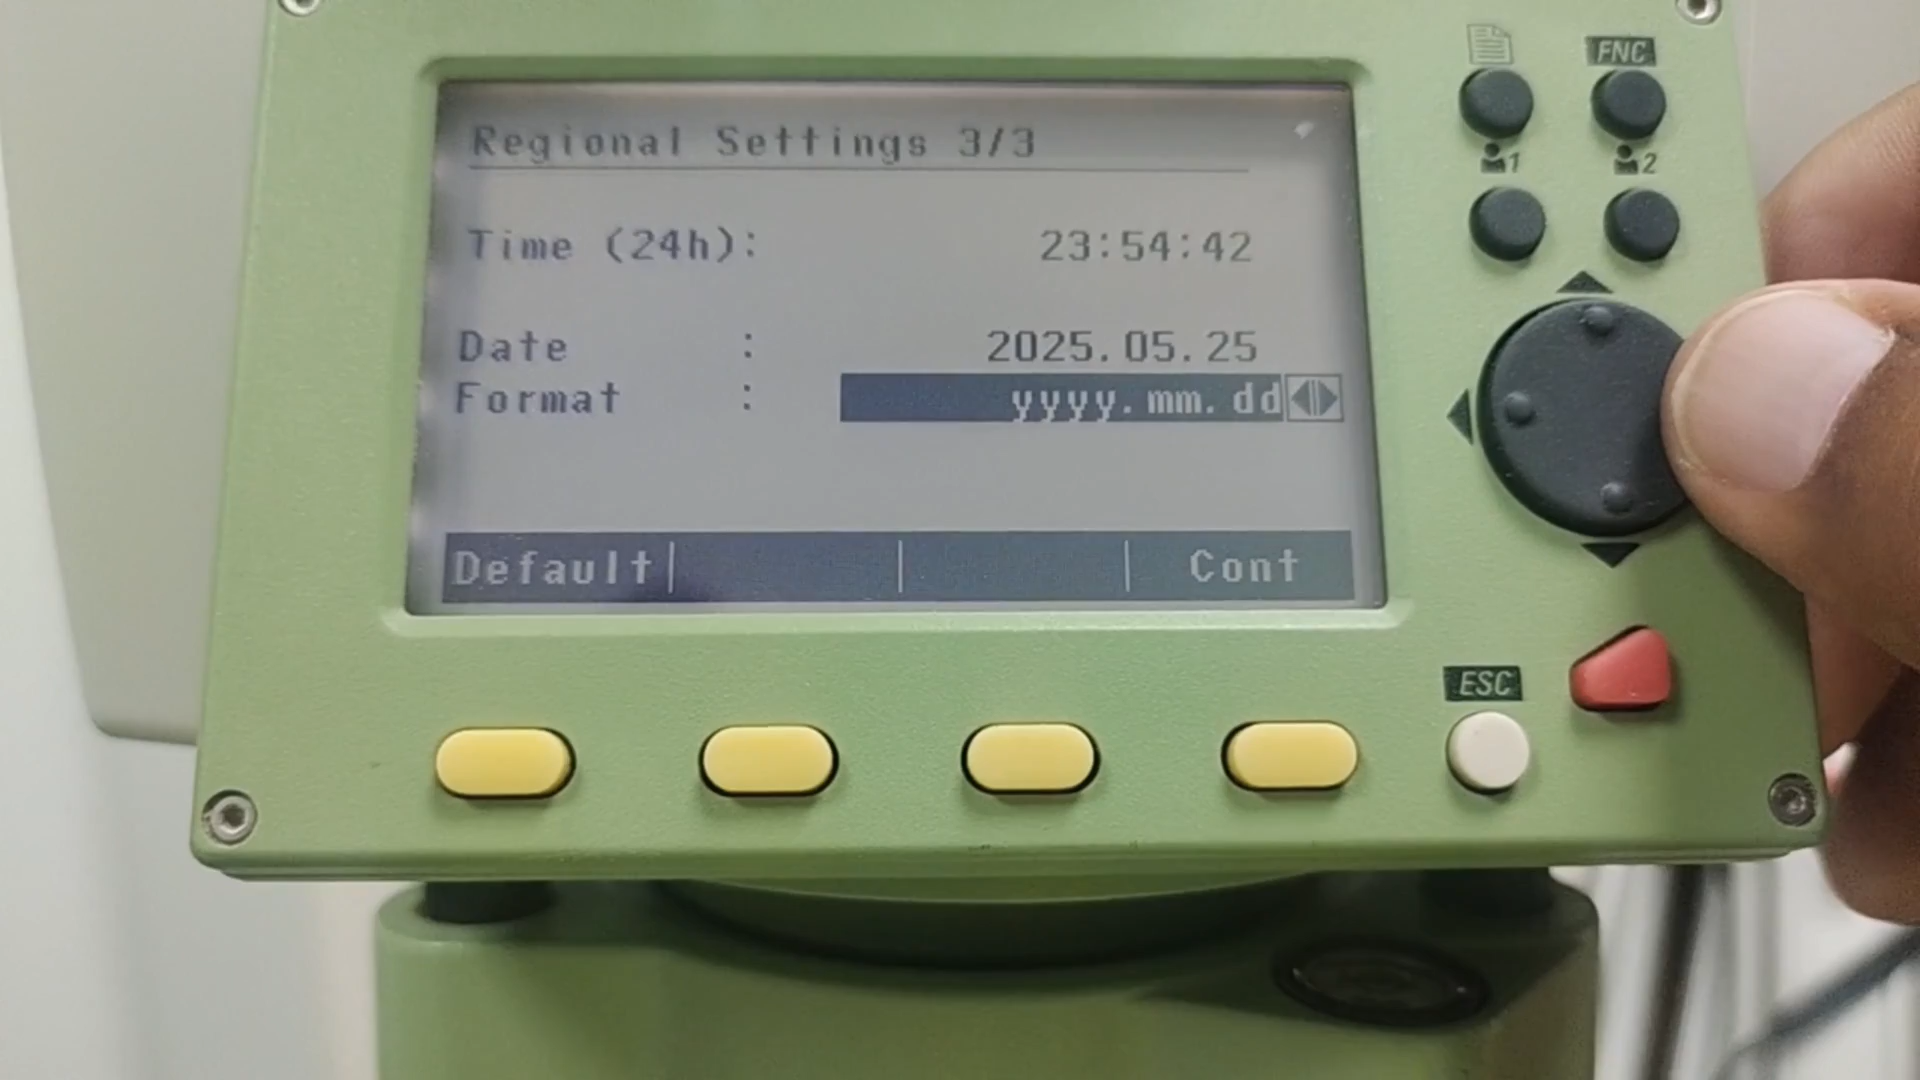 FNC
Regional Settings 3/3
1 2
Time (24h): 23:54:42
Date : 2025.05.25
Format : yyyy.mm.dd
Default Cont
ESC